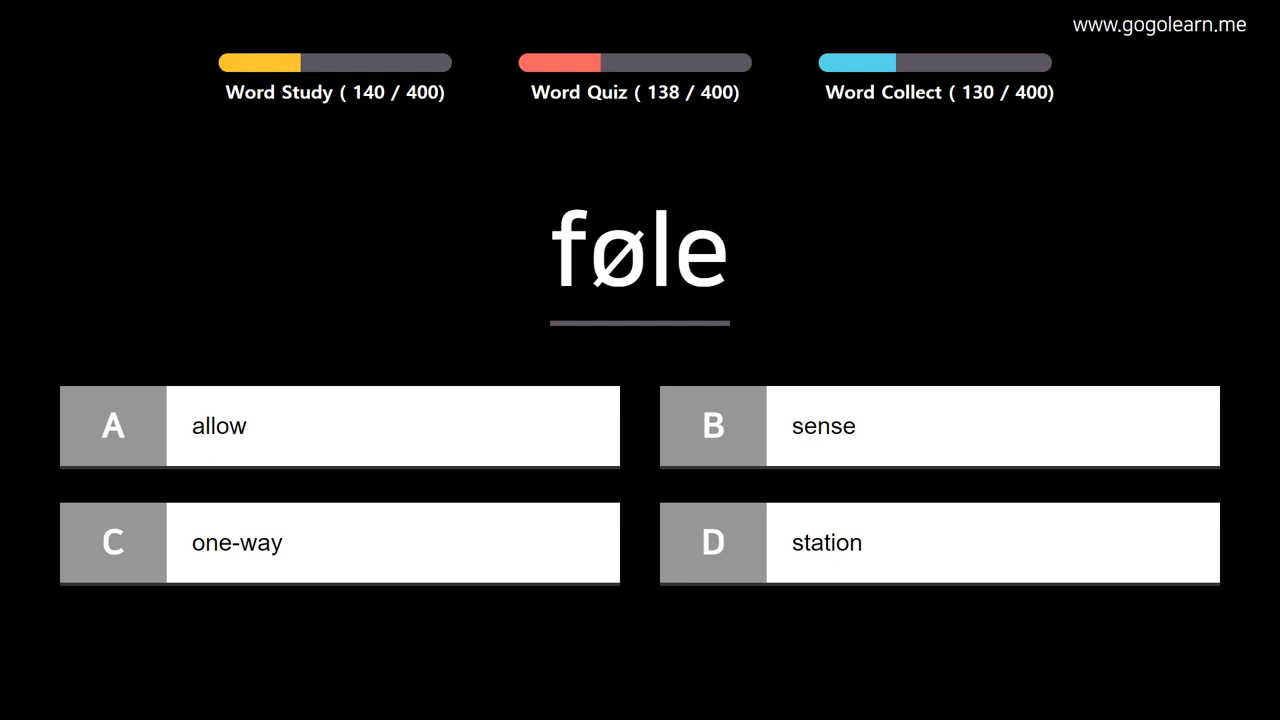 www.gogolearn.me
Word Study ( 140 / 400)
Word Quiz ( 138 / 400)
Word Collect ( 130 / 400)
føle
A allow
B sense
C one-way
D station